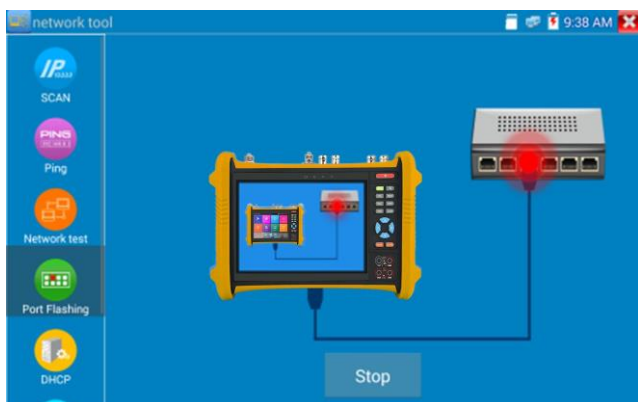 network tool
9:38 AM
IP
SCAN
PING
Ping
Network test
Port Flashing
DHCP
Stop